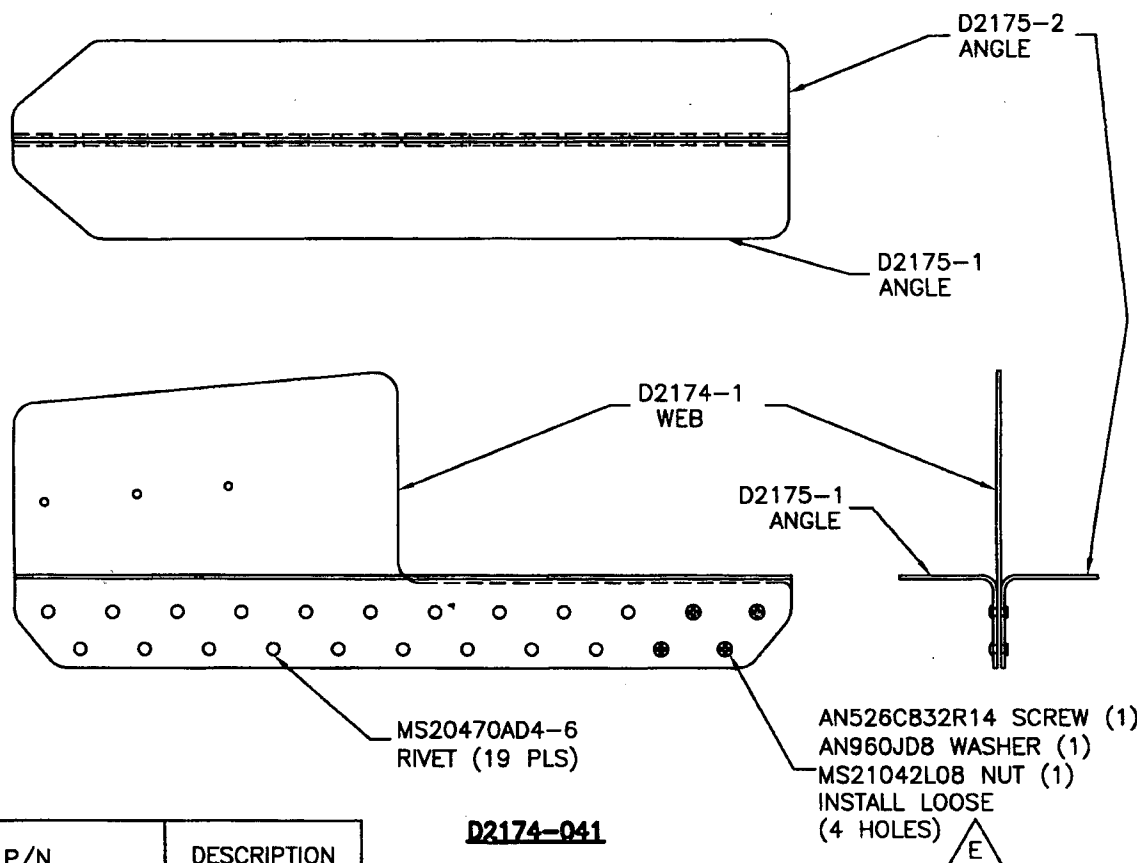 D2175-2
ANGLE
D2175-1
ANGLE
D2174-1
WEB
D2175-1
ANGLE
MS20470AD4-6
RIVET (19 PLS)
AN526C832R14 SCREW (1)
AN960JD8 WASHER (1)
MS21042L08 NUT (1)
INSTALL LOOSE
(4 HOLES)
E
D2174-041
P/N
DESCRIPTION